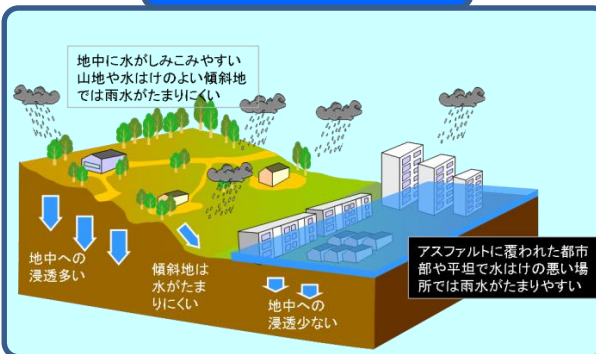 地中に水がしみこみやすい
山地や水はけのよい傾斜地
では雨水がたまりにくい
地中への
浸透多い
傾斜地は
水がたま
りにくい
地中への
浸透少ない
アスファルトに覆われた都市
部や平坦で水はけの悪い場
所では雨水がたまりやすい